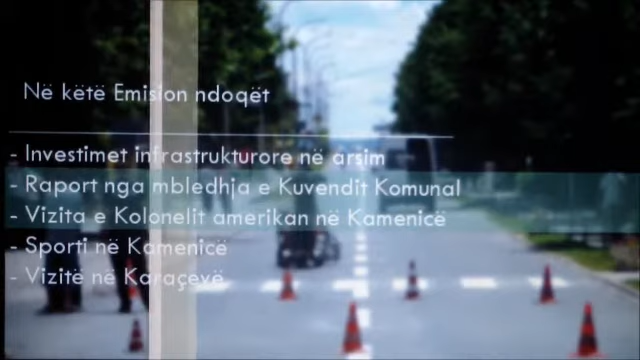 Në këtë Emision ndoqët
- Investimet infrastrukturore në arsim
- Raport nga mbledhja e Kuvendit Komunal
- Vizita e Kolonelit amerikan në Kamenicë
- Sporti në Kamenicë
- Vizitë në Karaçevë